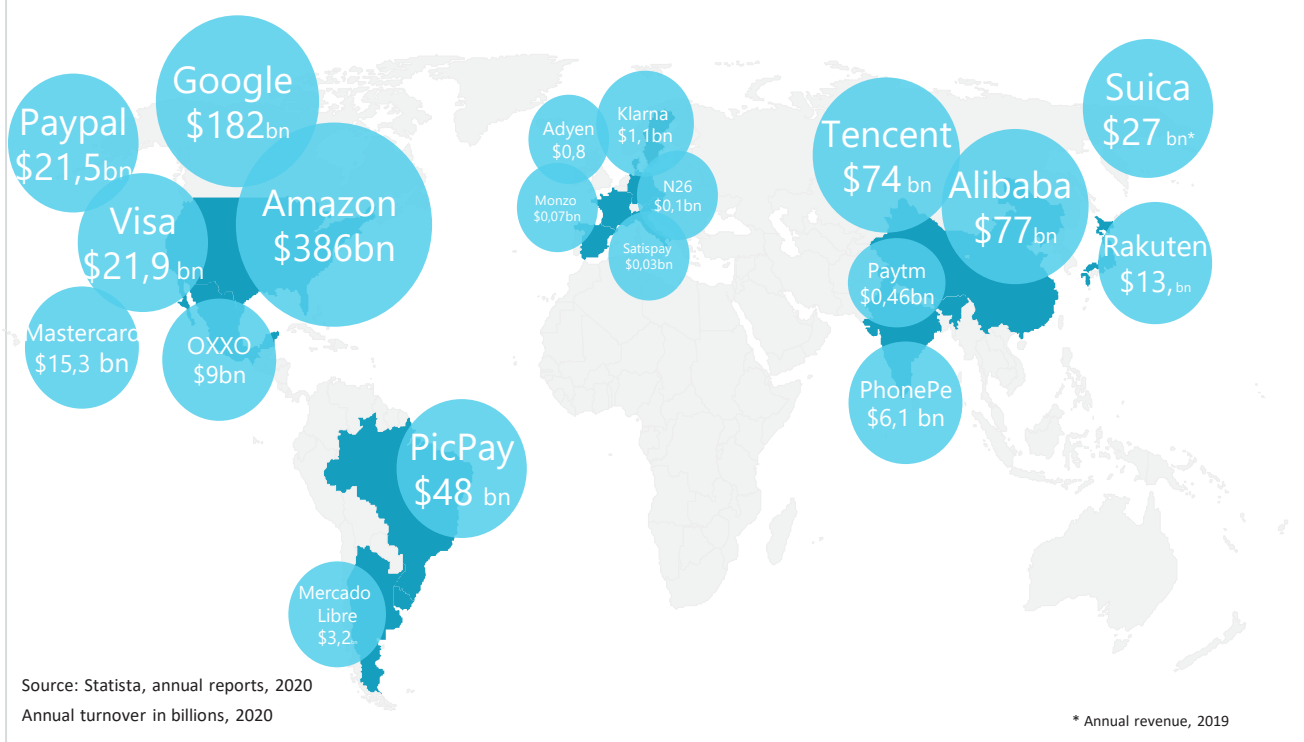 Google
$182bn
Paypal
$21,5bn
Visa
$21,9 bn
Amazon
$386bn
Mastercard
$15,3 bn
OXXO
$9bn
PicPay
$48 bn
Mercado
Libre
$3,2
Adyen
$0,8
Klarna
$1,1bn
Monzo
$0,07bn
N26
$0,1bn
Satispay
$0,03bn
Tencent
$74 bn
Alibaba
$77bn
Suica
$27 bn*
Rakuten
$13, bn
Paytm
$0,46bn
PhonePe
$6,1 bn
Source: Statista, annual reports, 2020
Annual turnover in billions, 2020
* Annual revenue, 2019